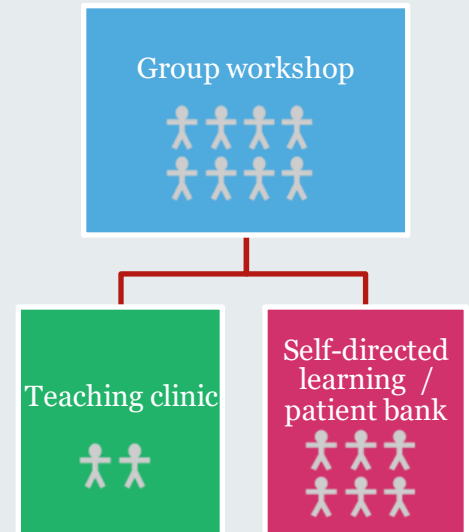 Group workshop
Teaching clinic
Self-directed
learning /
patient bank